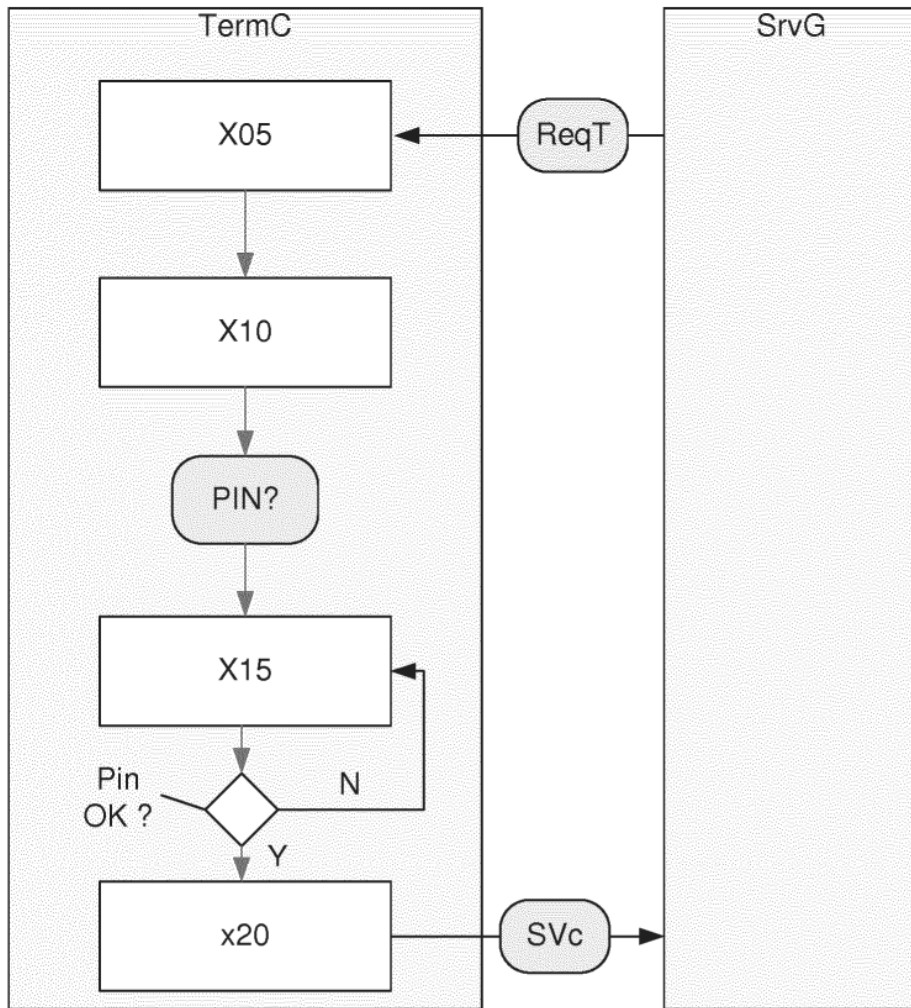 TermC
SrvG
X05
ReqT
X10
PIN?
X15
Pin
OK ?
N
Y
x20
SVc